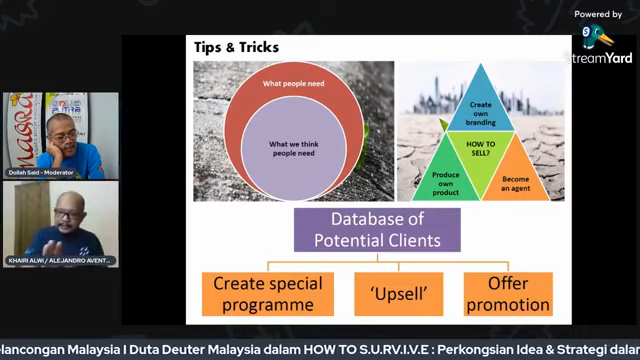 Powered by
StreamYard
Tips & Tricks
What people need
What we think
people need
Create
own
branding
HOW TO
SELL?
Produce
own
product
Become
an agent
Dollah Said - Moderator
KHAIRI ALWI / ALEJANDRO AVENT...
Database of
Potential Clients
Create special
programme
‘Upsell’
Offer
promotion
elancongan Malaysia I Duta Deuter Malaysia dalam HOW TO S.U.RV.I.V.E : Perkongsian Idea & Strategi dalam